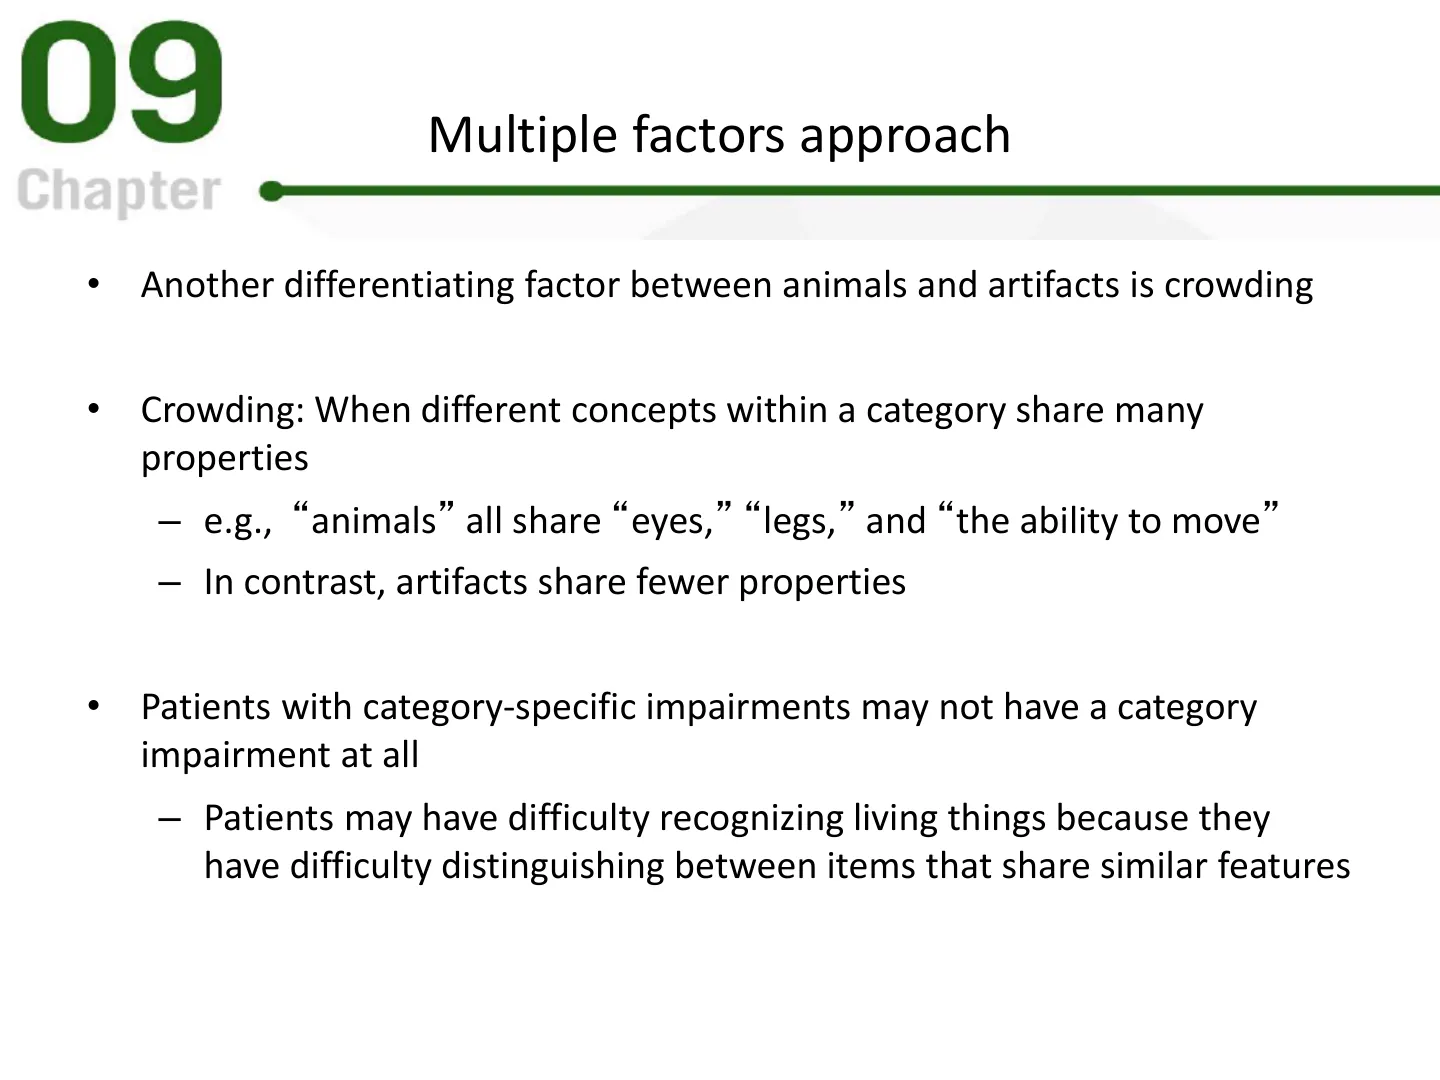 09
Chapter
Multiple factors approach
• Another differentiating factor between animals and artifacts is crowding
• Crowding: When different concepts within a category share many
properties
– e.g., “animals” all share “eyes,” “legs,” and “the ability to move”
– In contrast, artifacts share fewer properties
• Patients with category-specific impairments may not have a category
impairment at all
– Patients may have difficulty recognizing living things because they
have difficulty distinguishing between items that share similar features